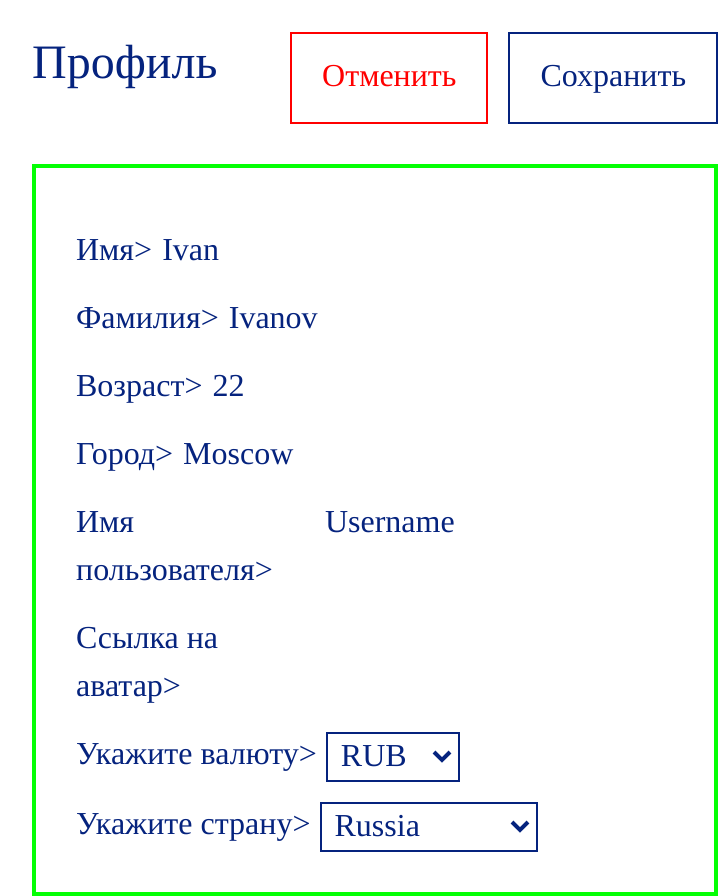 Профиль
Отменить
Сохранить
Имя> Ivan
Фамилия> Ivanov
Возраст> 22
Город> Moscow
Имя пользователя> Username
Ссылка на
аватар>
Укажите валюту> RUB
Укажите страну> Russia